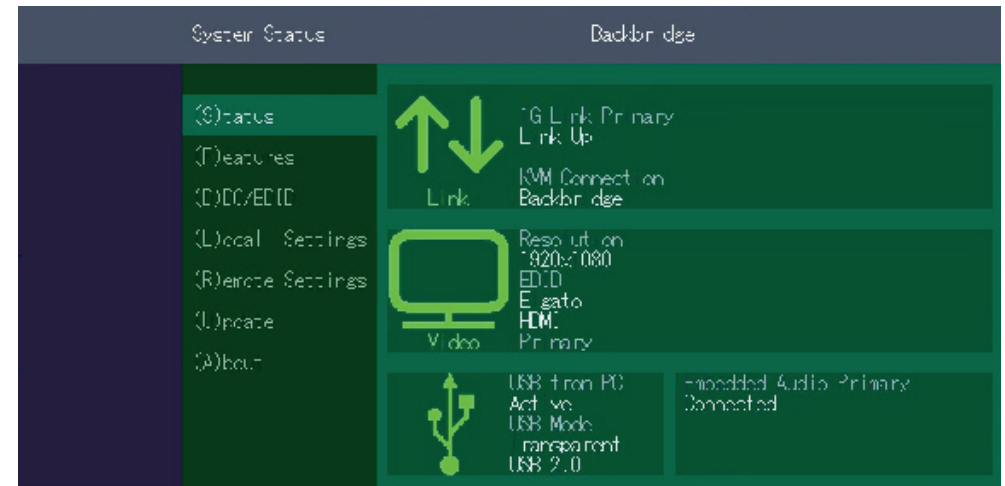 System Status
Backbridge
(S)tatus
(F)eatures
(D)DC/EDID
(L)ocal Settings
(R)emote Settings
(U)pdate
(A)bout
Link
1G Link Primary
Link Up
KVM Connection
Backbridge
Video
Resolution
1920x1080
EDID
Elgato
HDMI
Primary
USB from PC
Active
USB Mode
Transparent
USB 2.0
Embedded Audio Primary
Connected